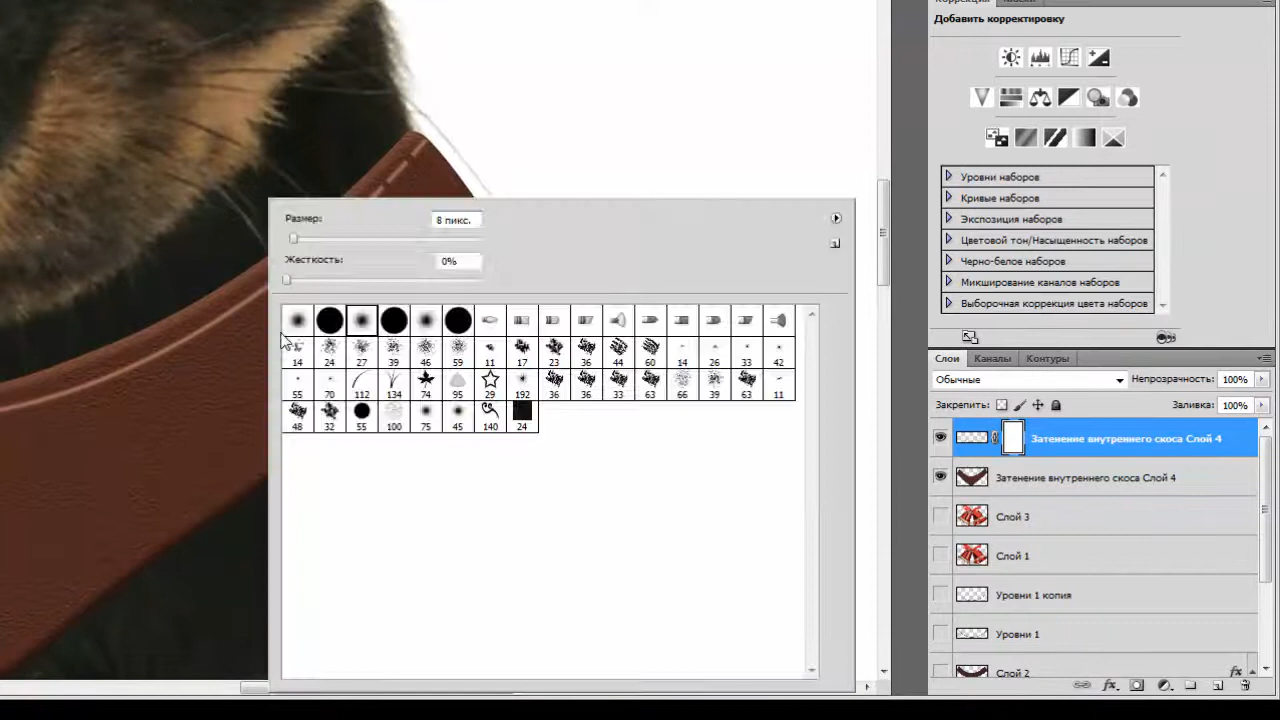 Коррекция Маски
Добавить корректировку
Уровни наборов
Кривые наборов
Экспозиция наборов
Цветовой тон/Насыщенность наборов
Черно-белое наборов
Микширование каналов наборов
Выборочная коррекция цвета наборов
Размер: 8 пикс.
Жесткость: 0%
14 24 27 39 46 59 11 17 23 36 44 60 14 26 33 42
55 70 112 134 74 95 29 192 36 36 33 63 66 39 63 11
48 32 55 100 75 45 140 24
Слои Каналы Контуры
Обычные Непрозрачность: 100%
Закрепить: Заливка: 100%
Затенение внутреннего скоса Слой 4
Затенение внутреннего скоса Слой 4
Слой 3
Слой 1
Уровни 1 копия
Уровни 1
Слой 2 fx
fx.